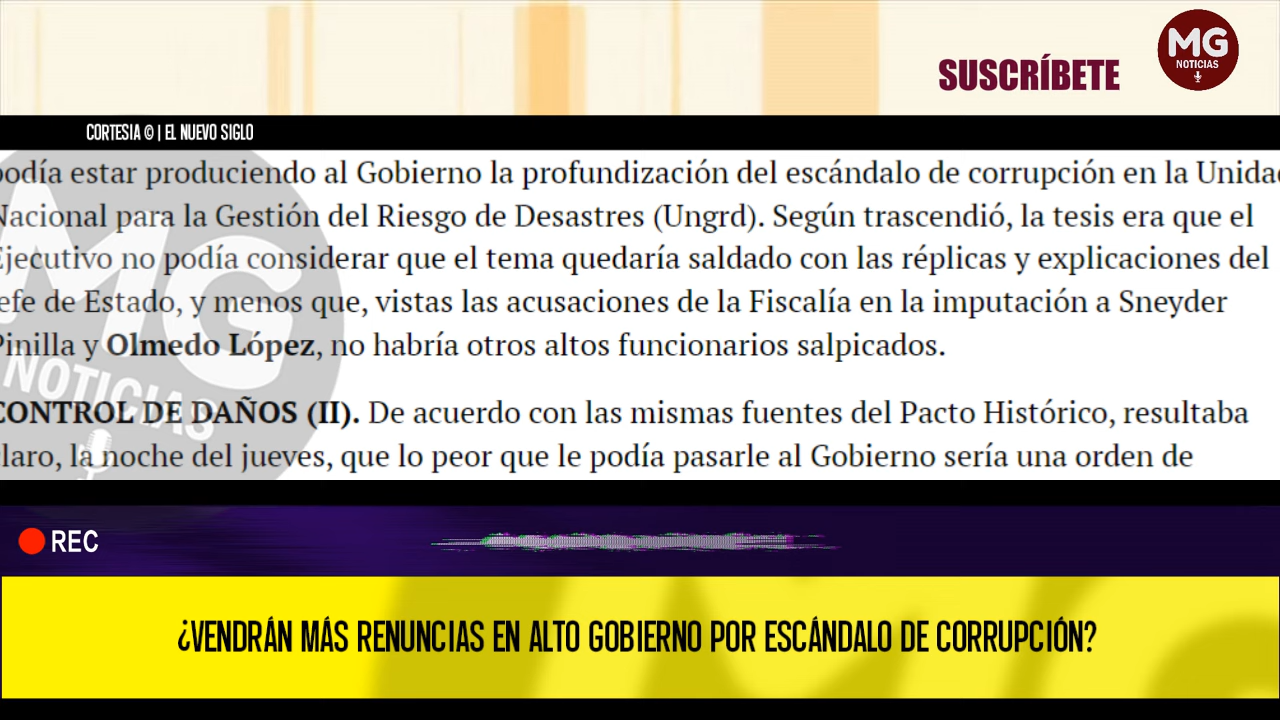 SUSCRÍBETE
MG
NOTICIAS
CORTESIA © | EL NUEVO SIGLO
podía estar produciendo al Gobierno la profundización del escándalo de corrupción en la Unidad
Nacional para la Gestión del Riesgo de Desastres (Ungrd). Según trascendió, la tesis era que el
Ejecutivo no podía considerar que el tema quedaría saldado con las réplicas y explicaciones del
jefe de Estado, y menos que, vistas las acusaciones de la Fiscalía en la imputación a Sneyder
Pinilla y Olmedo López, no habría otros altos funcionarios salpicados.
CONTROL DE DAÑOS (II). De acuerdo con las mismas fuentes del Pacto Histórico, resultaba
claro, la noche del jueves, que lo peor que le podía pasarle al Gobierno sería una orden de
MG
NOTICIAS
REC
¿VENDRÁN MÁS RENUNCIAS EN ALTO GOBIERNO POR ESCÁNDALO DE CORRUPCIÓN?